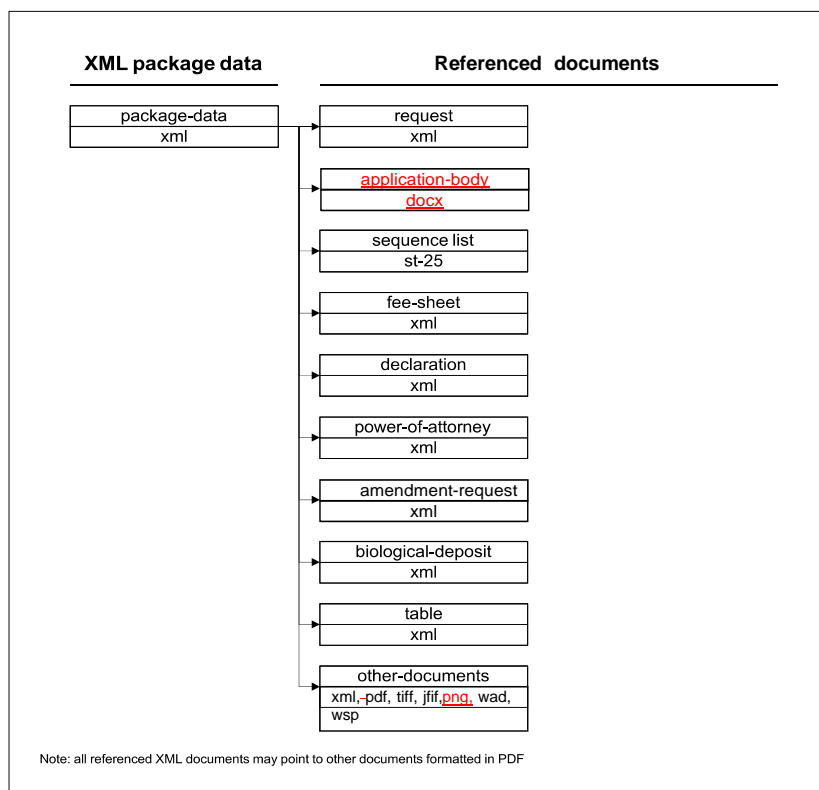 XML package data
Referenced documents
package-data
xml
request
xml
application-body
docx
sequence list
st-25
fee-sheet
xml
declaration
xml
power-of-attorney
xml
amendment-request
xml
biological-deposit
xml
table
xml
other-documents
xml,-pdf, tiff, jfif,png, wad,
wsp
Note: all referenced XML documents may point to other documents formatted in PDF